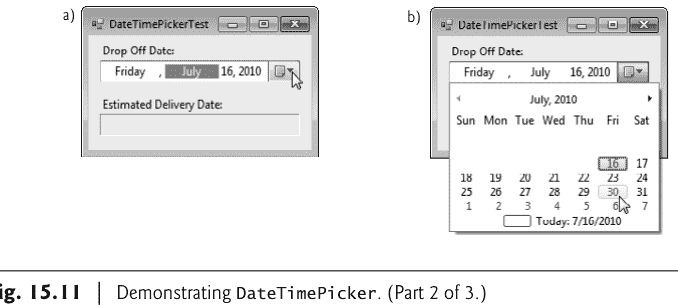 a)
DateTimePickerTest
Drop Off Date:
Friday , July 16, 2010
Estimated Delivery Date:
b)
DateTimePickerTest
Drop Off Date:
Friday , July 16, 2010
July, 2010
Sun Mon Tue Wed Thu Fri Sat
16 17
18 19 20 21 22 23 24
25 26 27 28 29 30 31
1 2 3 4 5 6 7
Today: 7/16/2010
ig. 15.11 | Demonstrating DateTimePicker. (Part 2 of 3.)